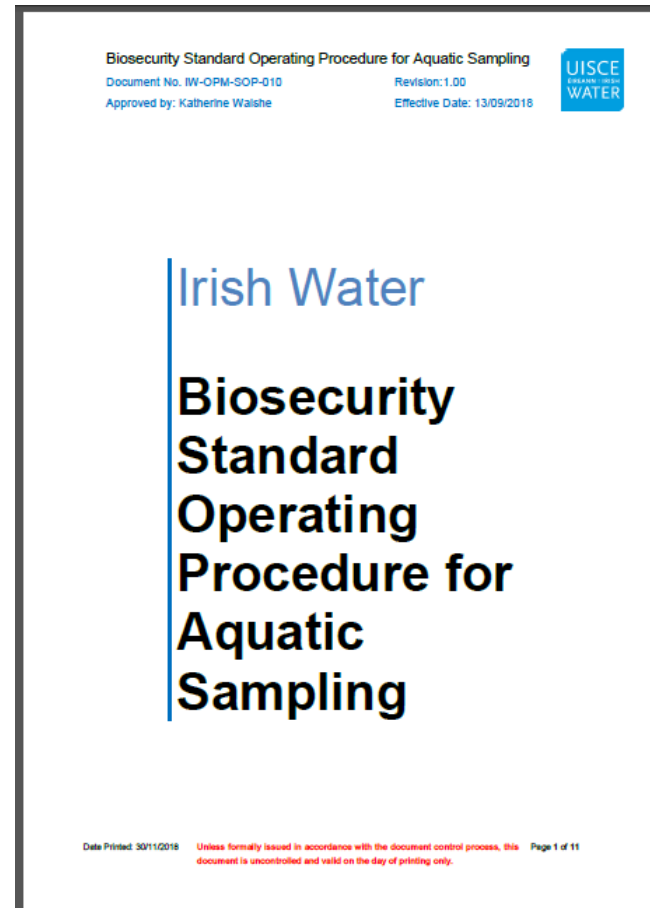 Biosecurity Standard Operating Procedure for Aquatic Sampling
Document No. IW-OPM-SOP-010 Revision:1.00
Approved by: Katherine Walshe Effective Date: 13/09/2018
UISCE
ÉIREANN : IRISH
WATER
Irish Water
Biosecurity
Standard
Operating
Procedure for
Aquatic
Sampling
Date Printed: 30/11/2018 Unless formally issued in accordance with the document control process, this Page 1 of 11
document is uncontrolled and valid on the day of printing only.